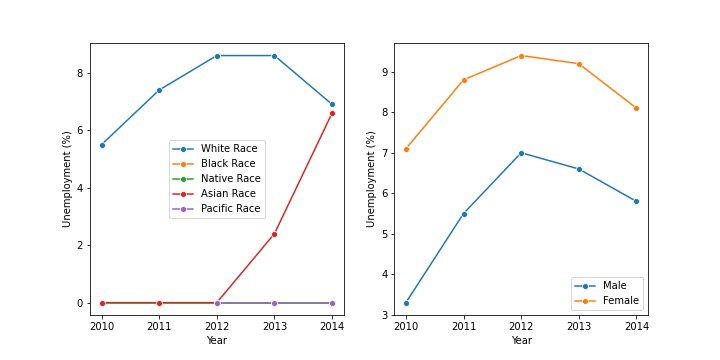 8
6
4
2
0
Unemployment (%)
White Race
Black Race
Native Race
Asian Race
Pacific Race
2010 2011 2012 2013 2014
Year
9
8
7
6
5
4
3
Unemployment (%)
Male
Female
2010 2011 2012 2013 2014
Year